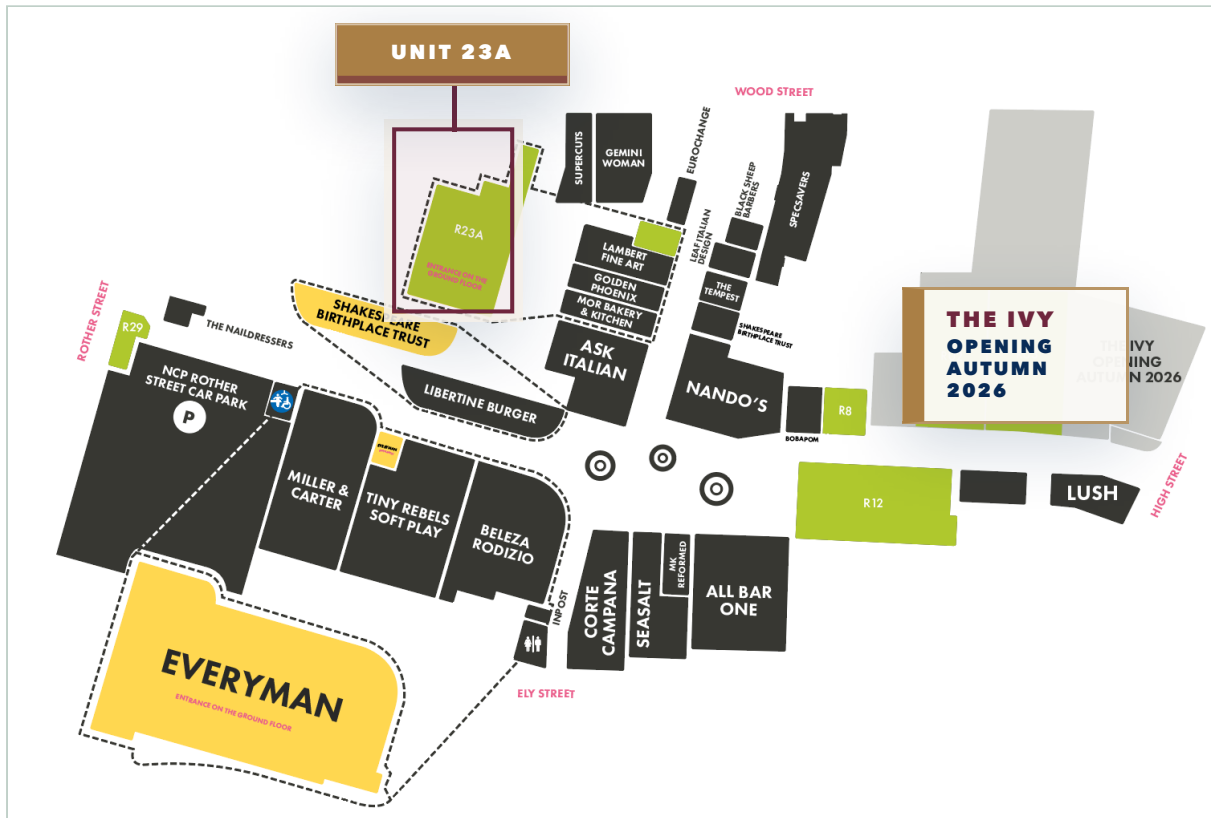 UNIT 23A
WOOD STREET
SUPERCUTS
GEMINI
WOMAN
EUROCHANGE
BLACK SHEEP
BARBERS
SPECSAVERS
LEAF ITALIAN
DESIGN
R23A
ENTRANCE ON THE
GROUND FLOOR
LAMBERT
FINE ART
GOLDEN
PHOENIX
MOR BAKERY
& KITCHEN
THE
TEMPEST
SHAKESPEARE
BIRTHPLACE TRUST
SHAKESPEARE
BIRTHPLACE TRUST
THE IVY
OPENING
AUTUMN
2026
THE IVY
OPENING
AUTUMN 2026
ROTHER STREET
R29
THE NAILDRESSERS
ASK
ITALIAN
NCP ROTHER
STREET CAR PARK
P
LIBERTINE BURGER
NANDO'S
BOBAPOM
R8
MILLER &
CARTER
TINY REBELS
SOFT PLAY
BELEZA
RODIZIO
R12
LUSH
HIGH STREET
INPOST
CORTE
CAMPANA
SEASALT
MK
REFORMED
ALL BAR
ONE
EVERYMAN
ENTRANCE ON THE GROUND FLOOR
ELY STREET